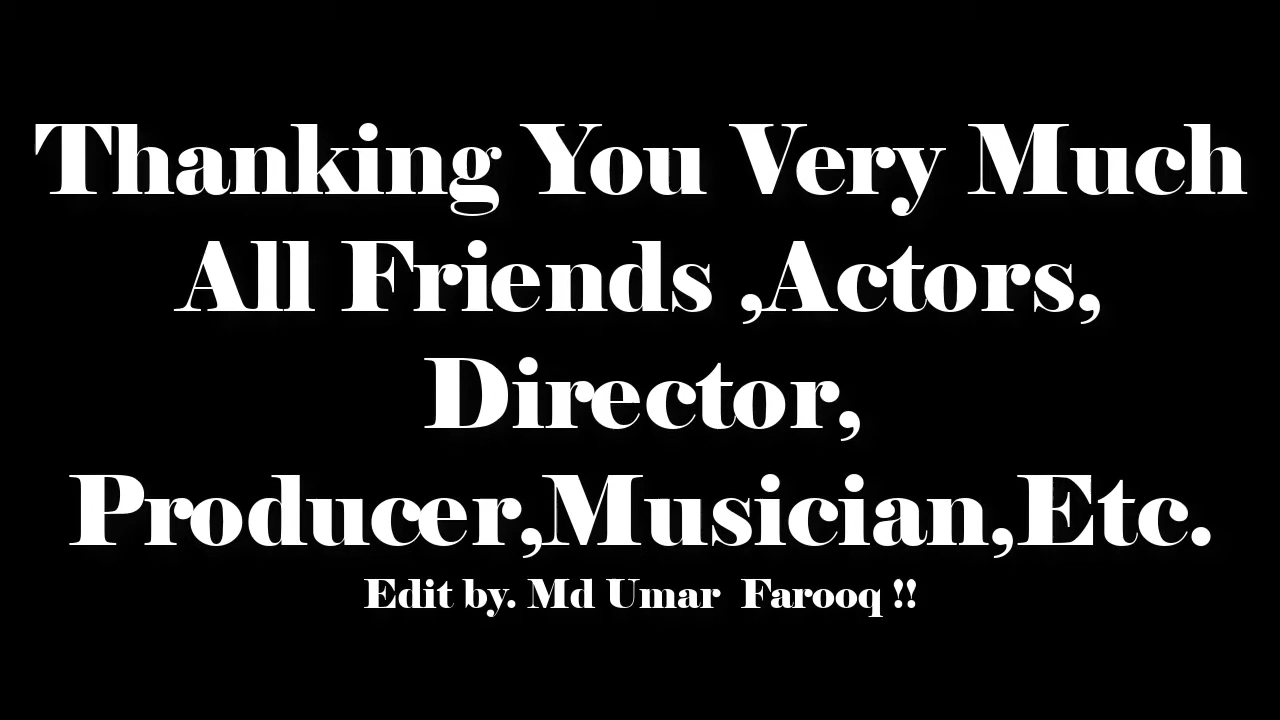 Thanking You Very Much
All Friends ,Actors,
Director,
Producer,Musician,Etc.
Edit by. Md Umar  Farooq !!